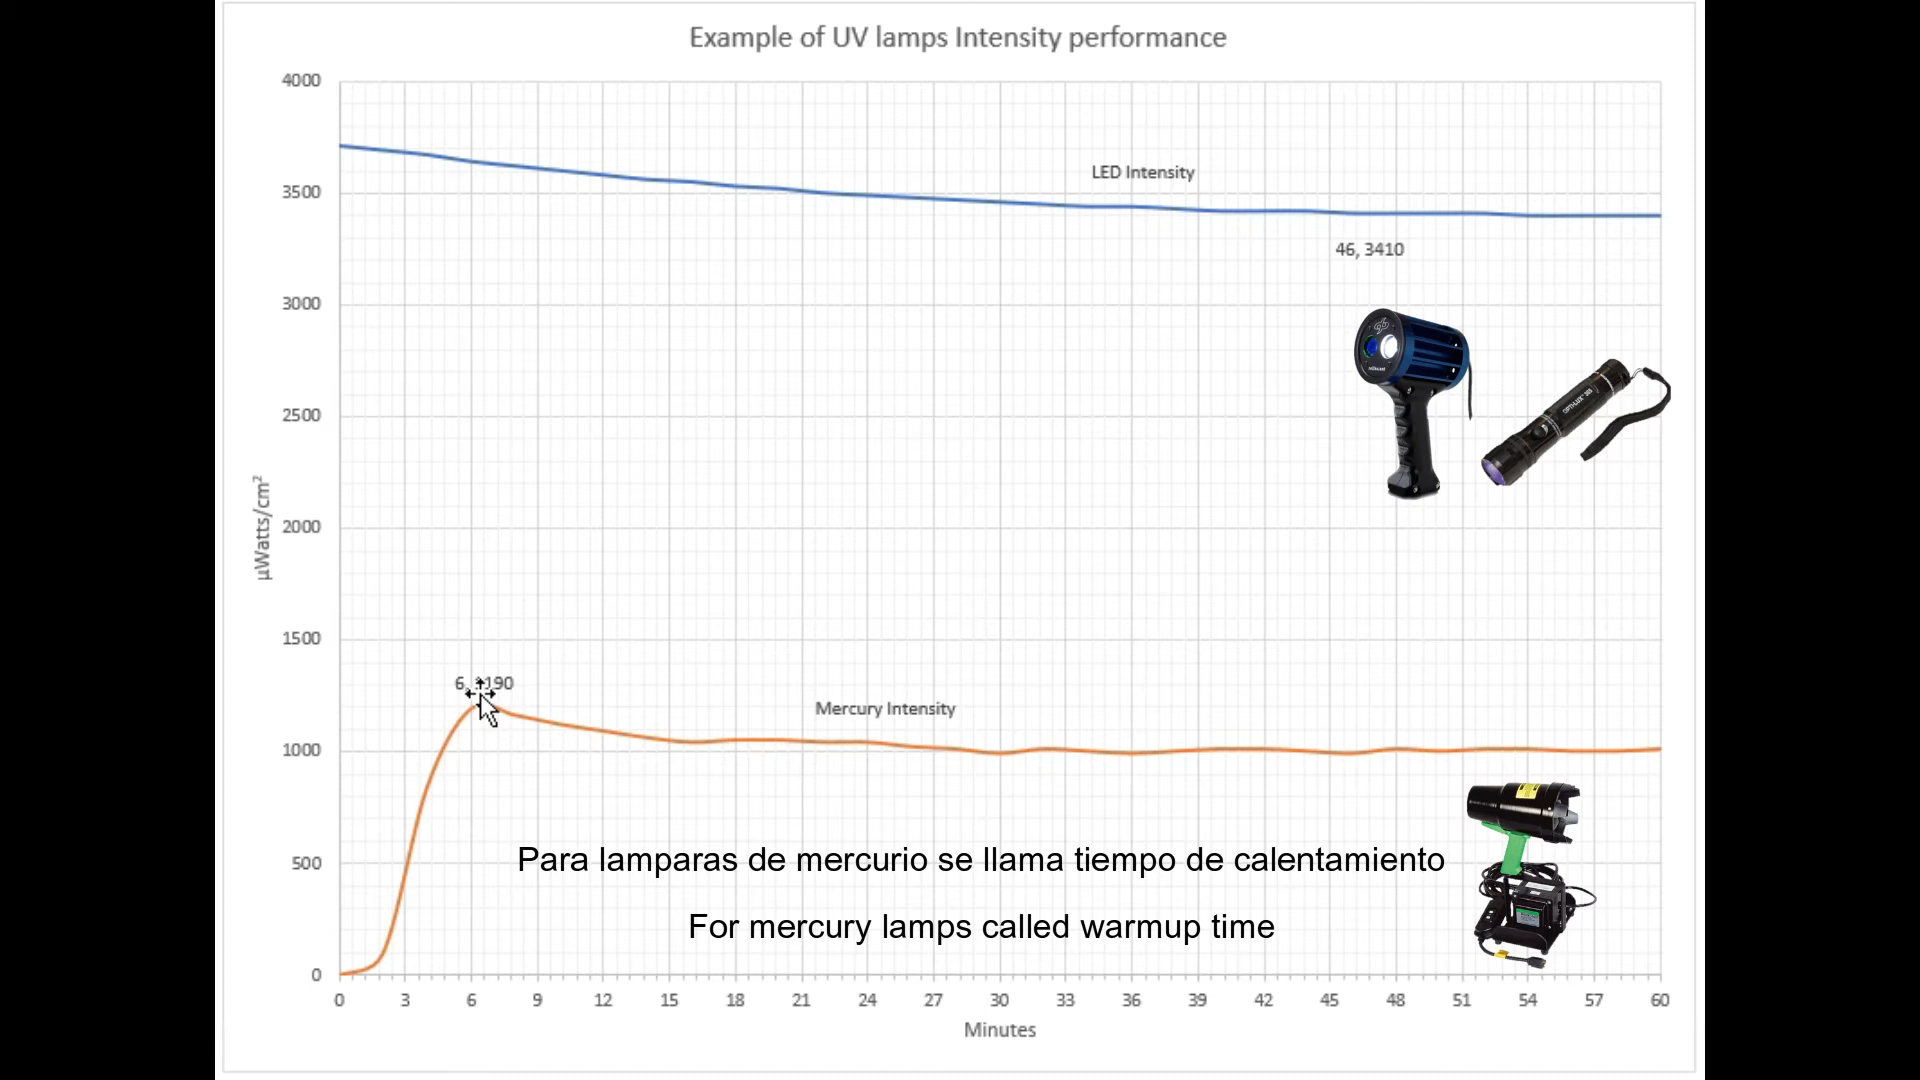 Example of UV lamps Intensity performance
4000
3500
3000
2500
2000
1500
1000
500
0
µWatts/cm²
LED Intensity
46, 3410
OPTI-LUX 365
Mercury Intensity
Para lamparas de mercurio se llama tiempo de calentamiento
For mercury lamps called warmup time
0 3 6 9 12 15 18 21 24 27 30 33 36 39 42 45 48 51 54 57 60
Minutes